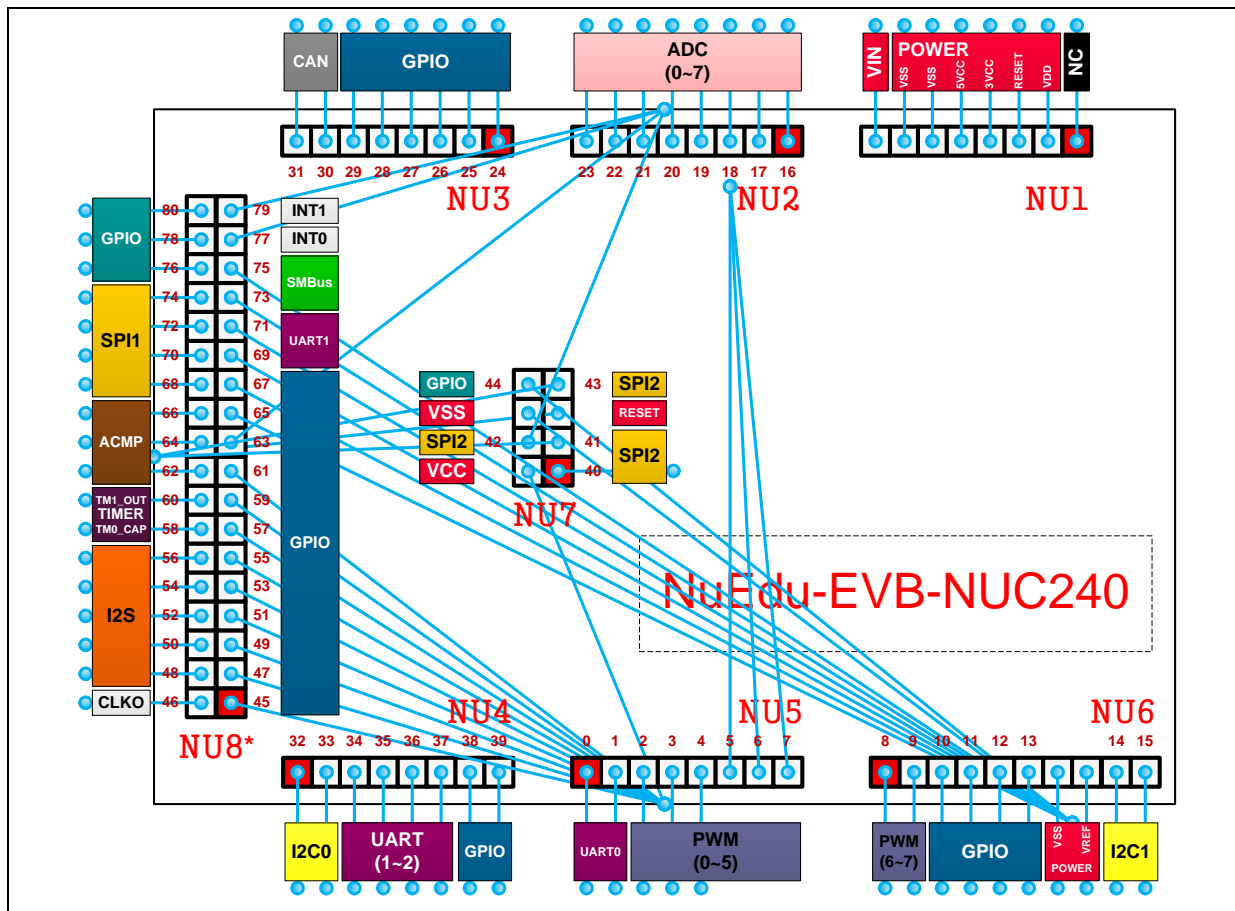 CAN GPIO ADC VIN POWER NC
(0~7)
VSS VSS 5VCC 3VCC RESET VDD
31 30 29 28 27 26 25 24 23 22 21 20 19 18 17 16
NU3 NU2 NU1
80 79 INT1
GPIO 78 77 INT0
76 75
SMBus
74 73
SPI1 72 71
UART1
70 69
68 67
GPIO 44 43 SPI2
66 65
VSS RESET
ACMP 64 63
SPI2 42 41
SPI2
62 61
VCC 40
TM1_OUT 60 59
TIMER
TM0_CAP 58 57
NU7
GPIO
56 55
54 53
NuEdu-EVB-NUC240
I2S 52 51
50 49
48 47
CLKO 46 45
NU4 NU5 NU6
NU8*
32 33 34 35 36 37 38 39 0 1 2 3 4 5 6 7 8 9 10 11 12 13 14 15
I2C0 UART GPIO UART0 PWM PWM GPIO VSS VREF I2C1
(1~2) (0~5) (6~7) POWER